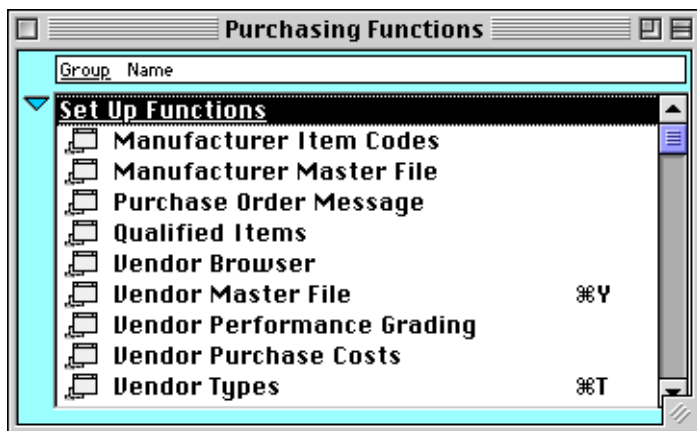 Purchasing Functions
Group Name
Set Up Functions
Manufacturer Item Codes
Manufacturer Master File
Purchase Order Message
Qualified Items
Vendor Browser
Vendor Master File ⌘Y
Vendor Performance Grading
Vendor Purchase Costs
Vendor Types ⌘T